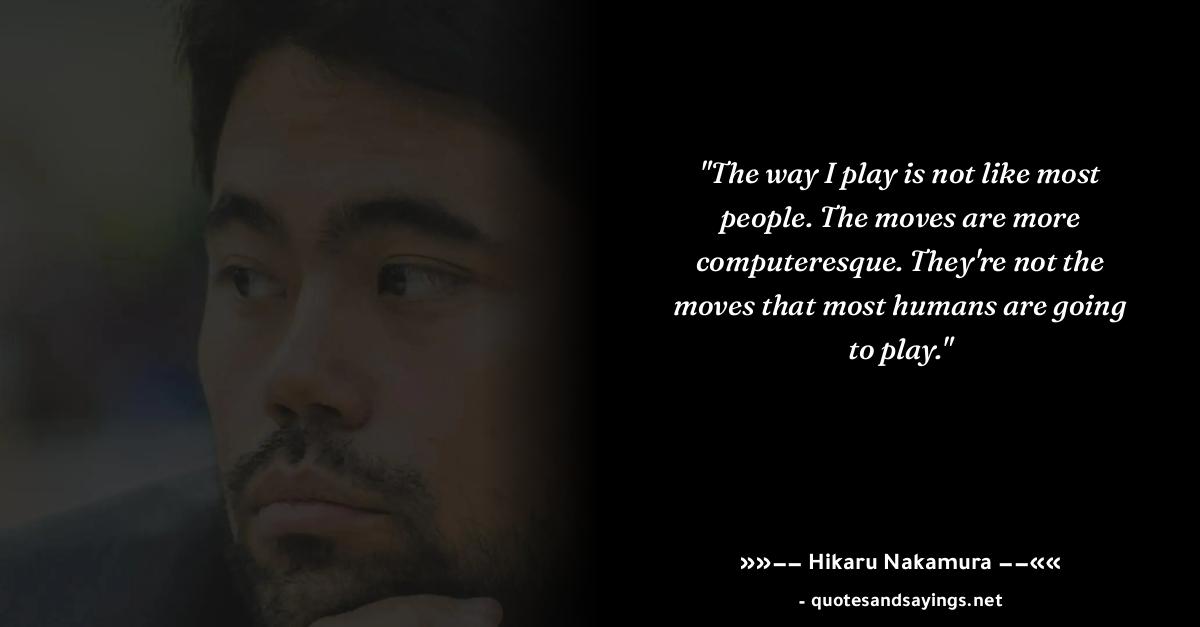 "The way I play is not like most
people. The moves are more
computeresque. They're not the
moves that most humans are going
to play."
»»–– Hikaru Nakamura ––««
- quotesandsayings.net